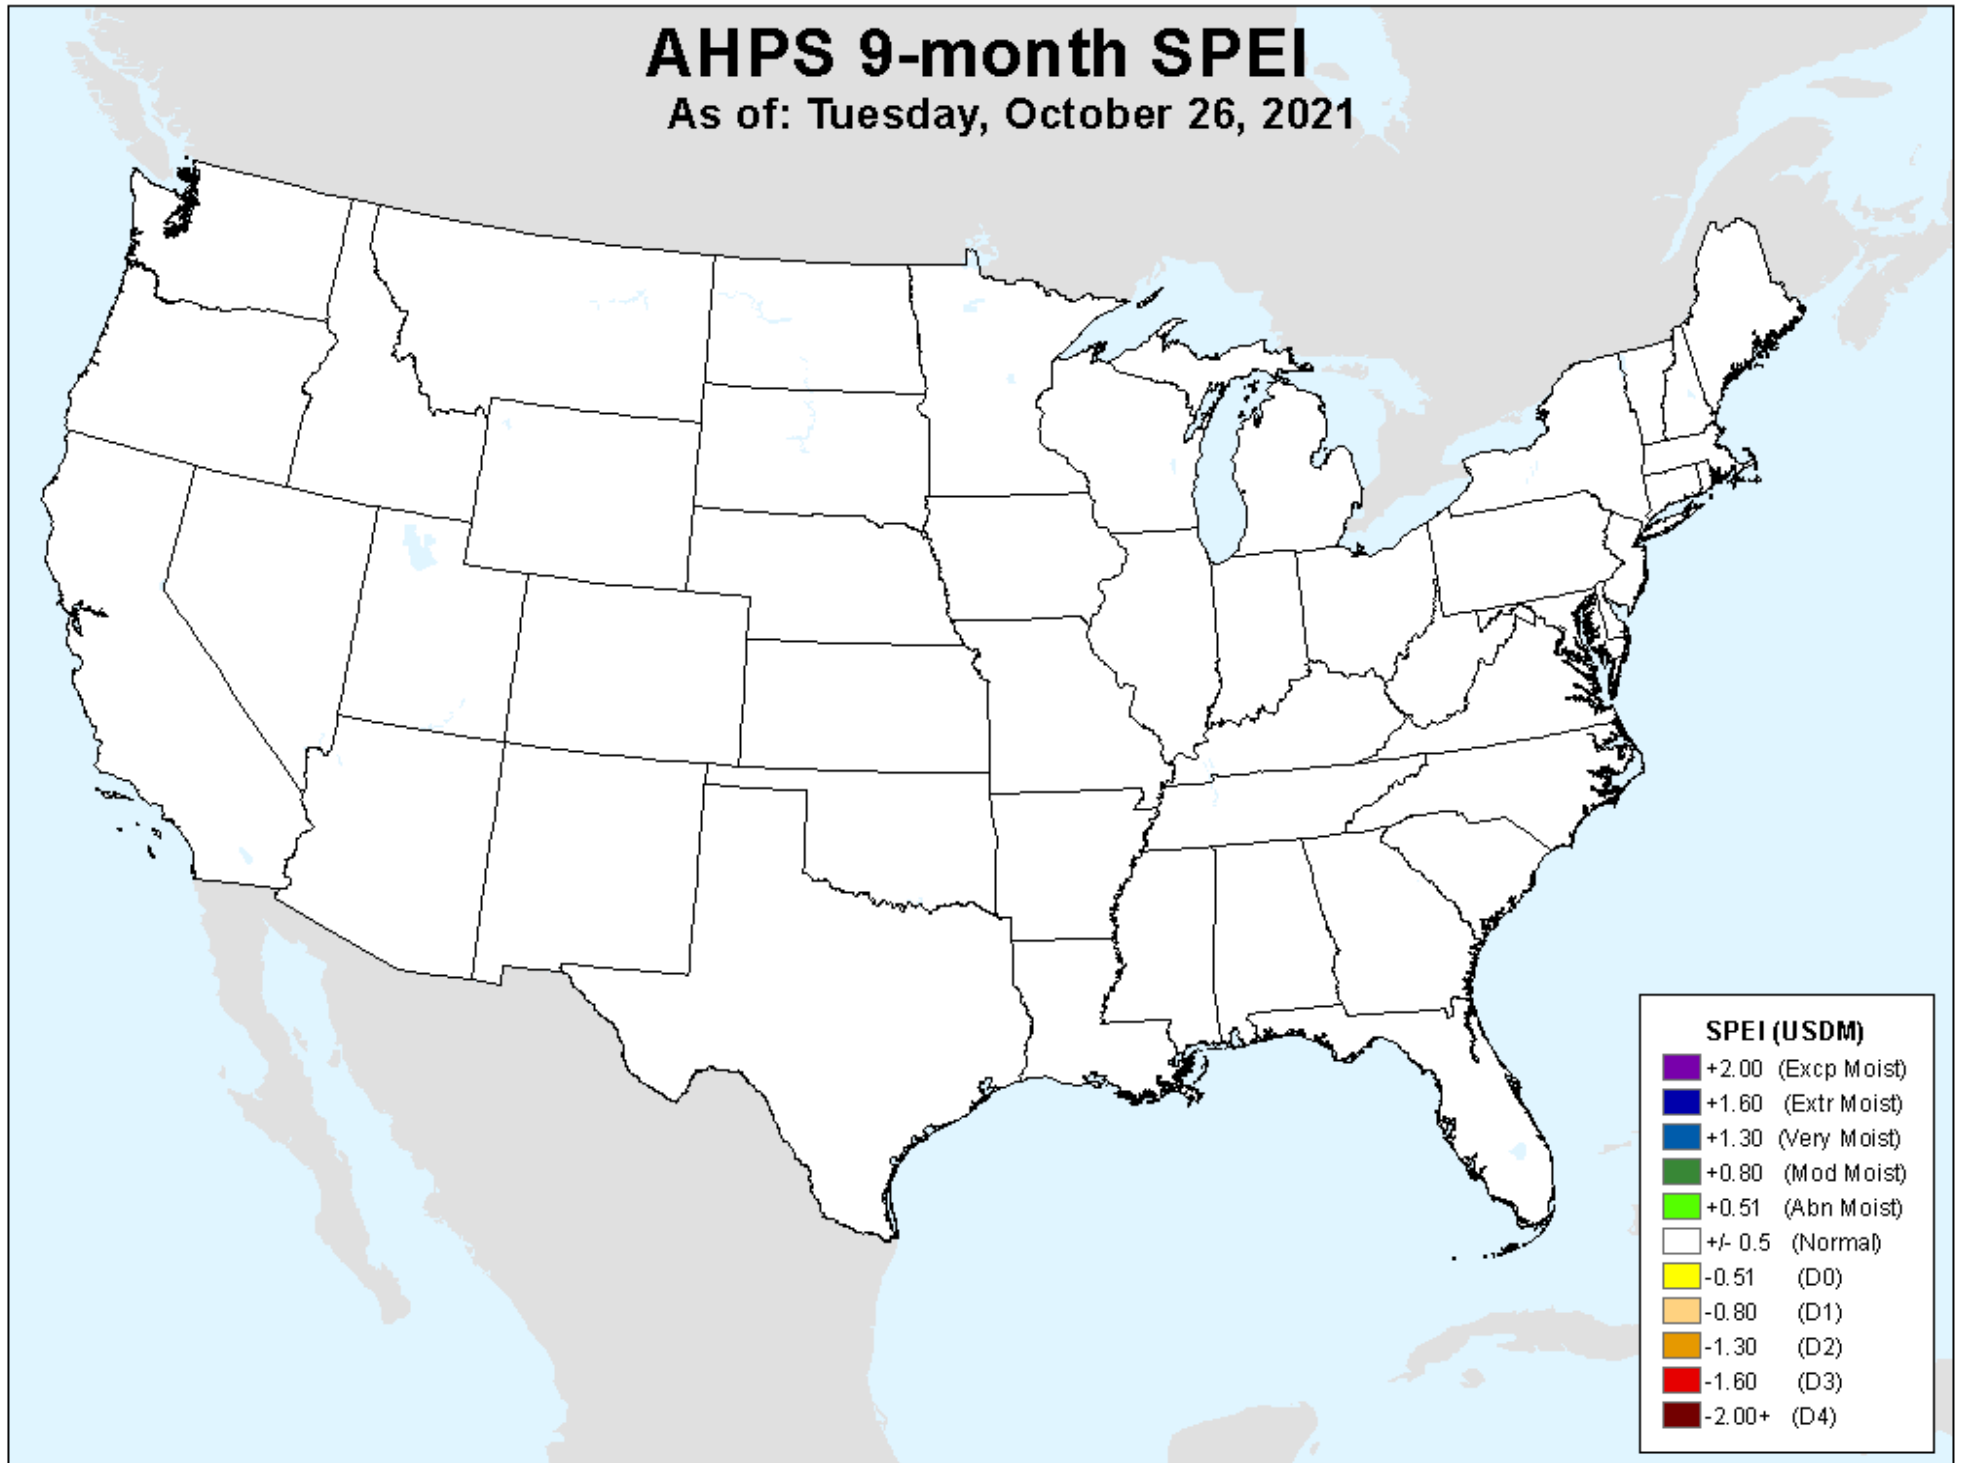 AHPS 9-month SPEI
As of: Tuesday, October 26, 2021
SPEI (USDM)
+2.00 (Excp Moist)
+1.60 (Extr Moist)
+1.30 (Very Moist)
+0.80 (Mod Moist)
+0.51 (Abn Moist)
+/- 0.5 (Normal)
-0.51 (D0)
-0.80 (D1)
-1.30 (D2)
-1.60 (D3)
-2.00+ (D4)